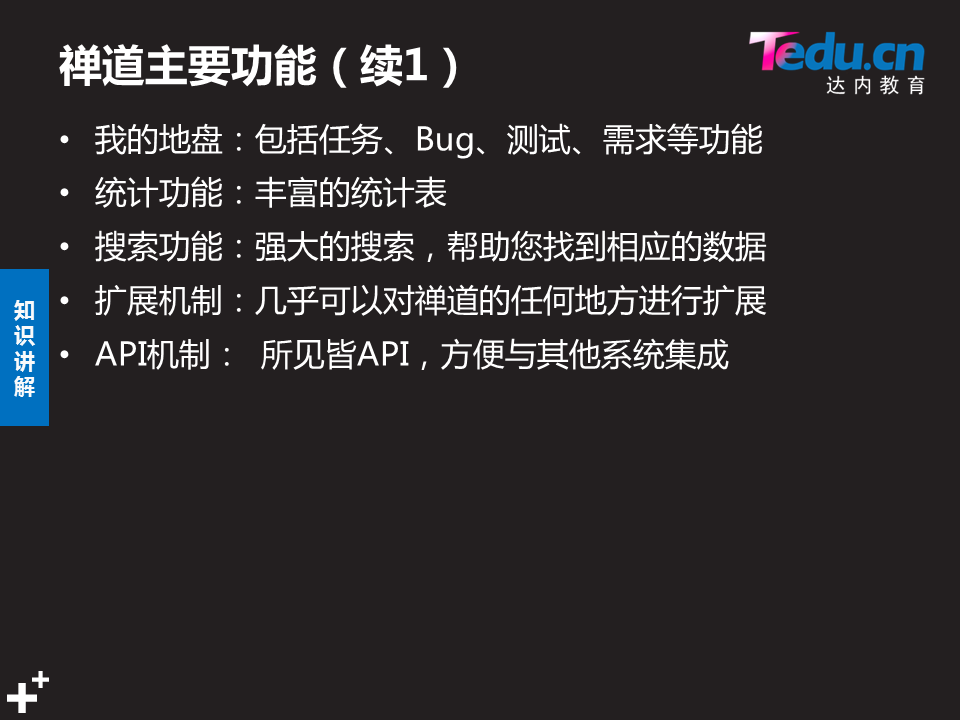 禅道主要功能（续1）
Tedu.cn
达内教育
• 我的地盘：包括任务、Bug、测试、需求等功能
• 统计功能：丰富的统计表
• 搜索功能：强大的搜索，帮助您找到相应的数据
• 扩展机制：几乎可以对禅道的任何地方进行扩展
• API机制： 所见皆API，方便与其他系统集成
知识讲解